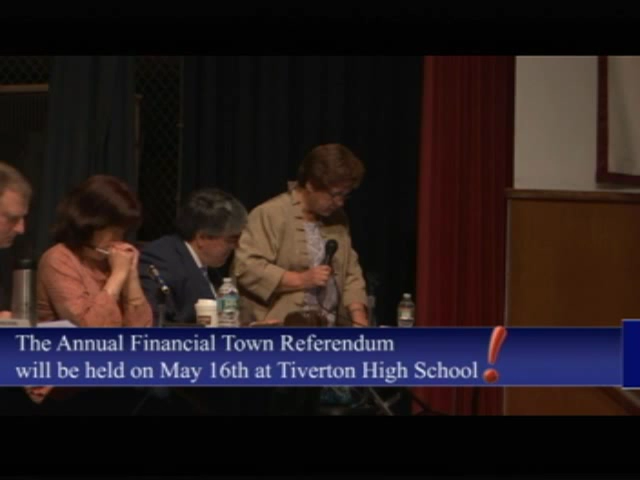 The Annual Financial Town Referendum
will be held on May 16th at Tiverton High School!